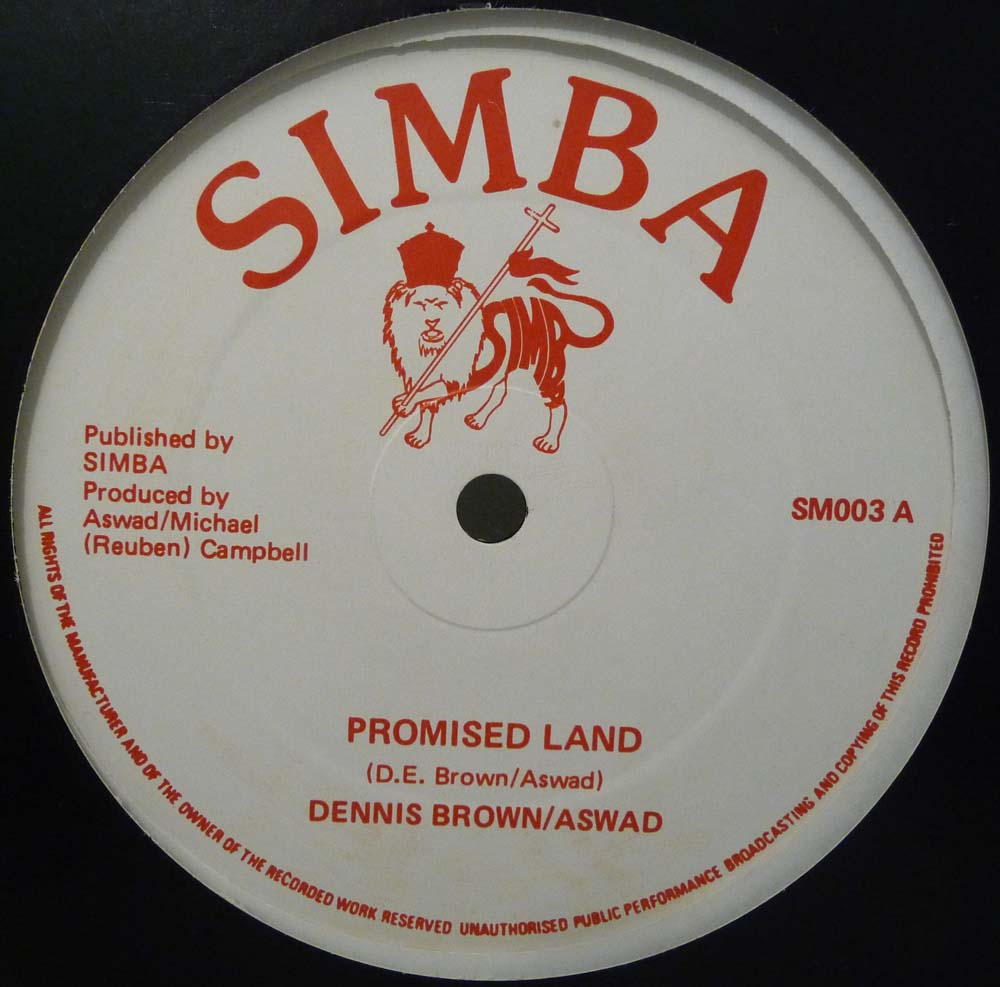 SIMBA
SIMBA
Published by
SIMBA
Produced by
Aswad/Michael
(Reuben) Campbell
SM003 A
PROMISED LAND
(D.E. Brown/Aswad)
DENNIS BROWN/ASWAD
ALL RIGHTS OF THE MANUFACTURER AND OF THE OWNER OF THE RECORDED WORK RESERVED UNAUTHORISED PUBLIC PERFORMANCE BROADCASTING AND COPYING OF THIS RECORD PROHIBITED